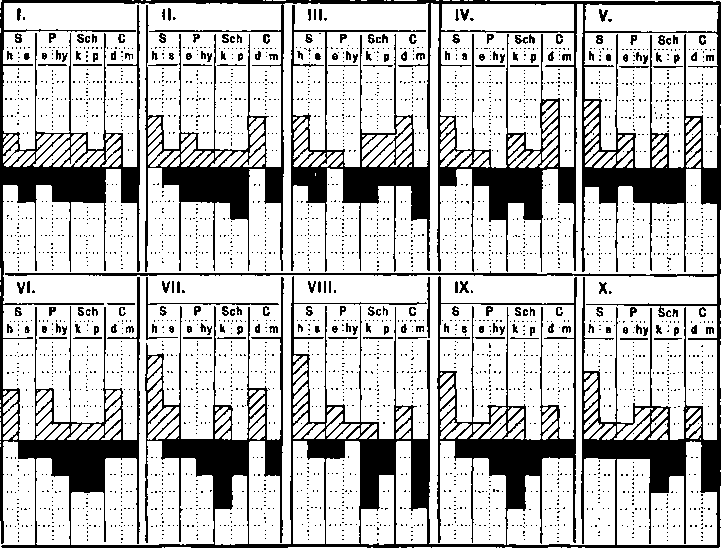 I. II. III. IV. V.
S P Sch C S P Sch C S P Sch C S P Sch C S P Sch C
h s e hy k p d m h s e hy k p d m h s e hy k p d m h s e hy k p d m h s e hy k p d m
VI. VII. VIII. IX. X.
S P Sch C S P Sch C S P Sch C S P Sch C S P Sch C
h s e hy k p d m h s e hy k p d m h s e hy k p d m h s e hy k p d m h s e hy k p d m